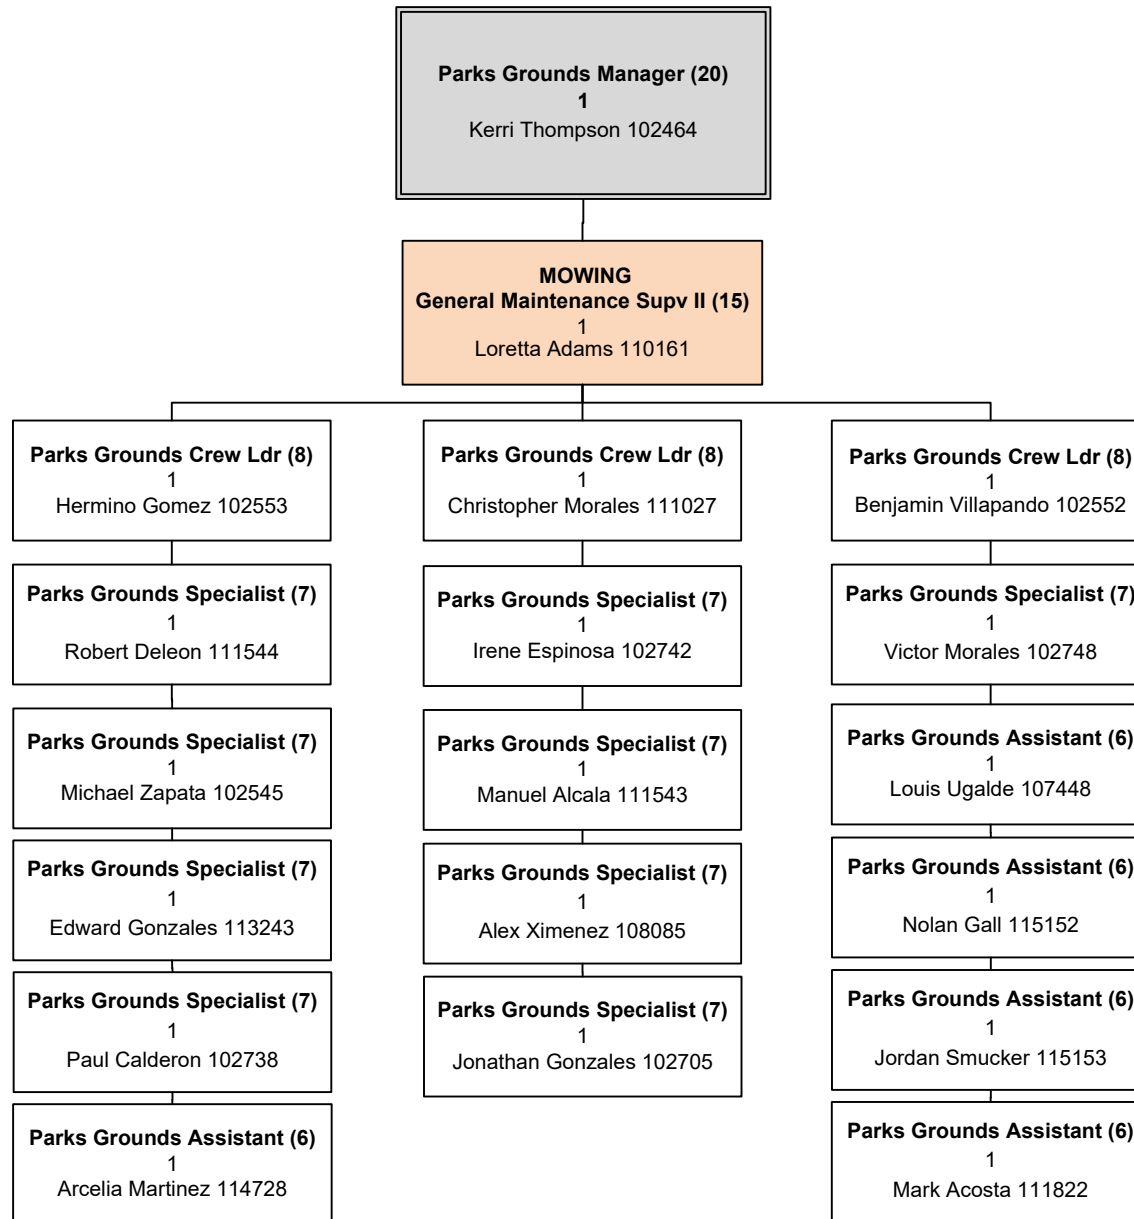 Parks Grounds Manager (20)
1
Kerri Thompson 102464
MOWING
General Maintenance Supv II (15)
1
Loretta Adams 110161
Parks Grounds Crew Ldr (8)
1
Hermino Gomez 102553
Parks Grounds Specialist (7)
1
Robert Deleon 111544
Parks Grounds Specialist (7)
1
Michael Zapata 102545
Parks Grounds Specialist (7)
1
Edward Gonzales 113243
Parks Grounds Specialist (7)
1
Paul Calderon 102738
Parks Grounds Assistant (6)
1
Arcelia Martinez 114728
Parks Grounds Crew Ldr (8)
1
Christopher Morales 111027
Parks Grounds Specialist (7)
1
Irene Espinosa 102742
Parks Grounds Specialist (7)
1
Manuel Alcala 111543
Parks Grounds Specialist (7)
1
Alex Ximenez 108085
Parks Grounds Specialist (7)
1
Jonathan Gonzales 102705
Parks Grounds Crew Ldr (8)
1
Benjamin Villapando 102552
Parks Grounds Specialist (7)
1
Victor Morales 102748
Parks Grounds Assistant (6)
1
Louis Ugalde 107448
Parks Grounds Assistant (6)
1
Nolan Gall 115152
Parks Grounds Assistant (6)
1
Jordan Smucker 115153
Parks Grounds Assistant (6)
1
Mark Acosta 111822